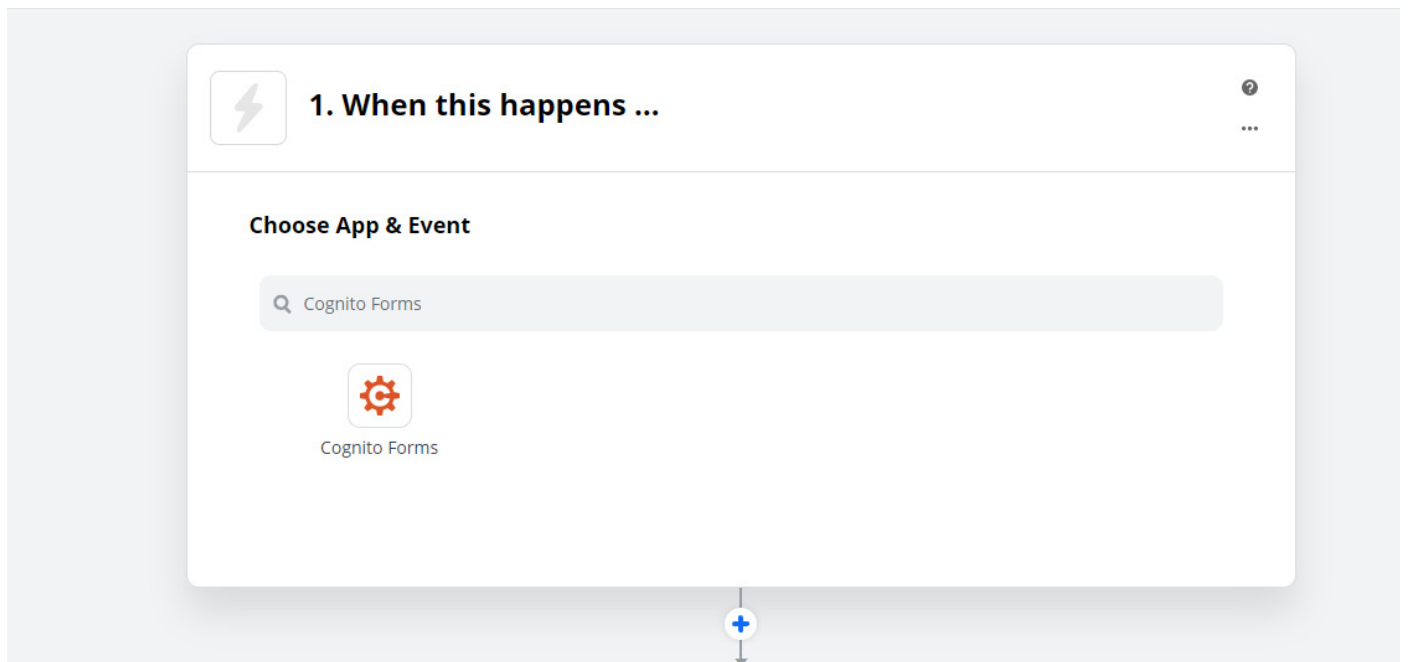 1. When this happens ...
Choose App & Event
Cognito Forms
Cognito Forms